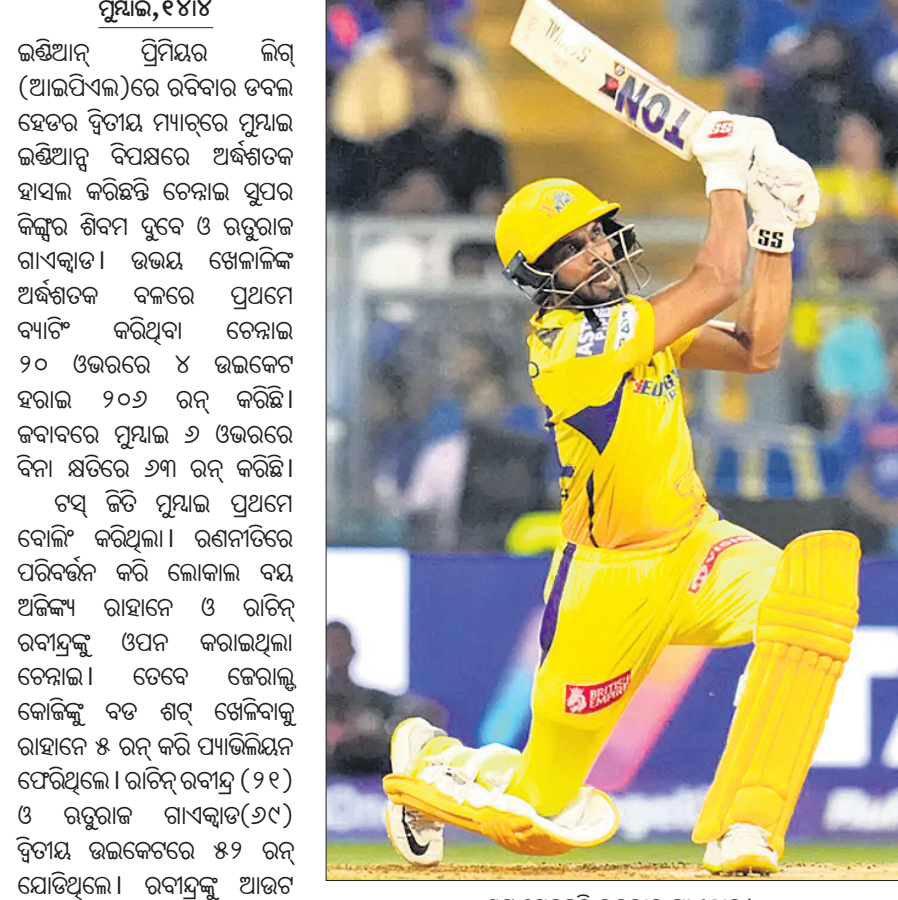 ମୁମ୍ବାଇ,୧୪।୪
ଇଣ୍ଡିଆନ୍ ପ୍ରିମିୟର ଲିଗ୍
(ଆଇପିଏଲ)ରେ ରବିବାର ଡବଲ
ହେଡର ଦ୍ୱିତୀୟ ମ୍ୟାଚ୍‌ରେ ମୁମ୍ବାଇ
ଇଣ୍ଡିଆନ୍ସ ବିପକ୍ଷରେ ଅର୍ଦ୍ଧଶତକ
ହାସଲ କରିଛନ୍ତି ଚେନ୍ନାଇ ସୁପର
କିଙ୍ଗ୍ସର ଶିବମ ଦୁବେ ଓ ଋତୁରାଜ
ଗାଏକ୍ୱାଡ। ଉଭୟ ଖେଳାଳିଙ୍କ
ଅର୍ଦ୍ଧଶତକ ବଳରେ ପ୍ରଥମେ
ବ୍ୟାଟିଂ କରିଥିବା ଚେନ୍ନାଇ
୨୦ ଓଭରରେ ୪ ଉଇକେଟ
ହରାଇ ୨୦୬ ରନ୍ କରିଛି।
ଜବାବରେ ମୁମ୍ବାଇ ୬ ଓଭରରେ
ବିନା କ୍ଷତିରେ ୬୩ ରନ୍ କରିଛି।
ଟସ୍ ଜିତି ମୁମ୍ବାଇ ପ୍ରଥମେ
ବୋଲିଂ କରିଥିଲା। ରଣନୀତିରେ
ପରିବର୍ତ୍ତନ କରି ଲୋକାଲ ବୟ
ଅଜିଙ୍କ୍ୟ ରାହାନେ ଓ ରାଚିନ୍
ରବୀନ୍ଦ୍ରଙ୍କୁ ଓପନ କରାଇଥିଲା
ଚେନ୍ନାଇ। ତେବେ ଜେରାଲ୍ଡ
କୋଜିଙ୍କୁ ବଡ ଶଟ୍ ଖେଳିବାକୁ
ରାହାନେ ୫ ରନ୍ କରି ପ୍ୟାଭିଲିୟନ
ଫେରିଥିଲେ। ରାଚିନ୍ ରବୀନ୍ଦ୍ର (୨୧)
ଓ ଋତୁରାଜ ଗାଏକ୍ୱାଡ(୬୯)
ଦ୍ୱିତୀୟ ଉଇକେଟରେ ୫୨ ରନ୍
ଯୋଡିଥିଲେ। ରବୀନ୍ଦ୍ରଙ୍କୁ ଆଉଟ
TON
SS
SS
BRITISH
EMPIRE